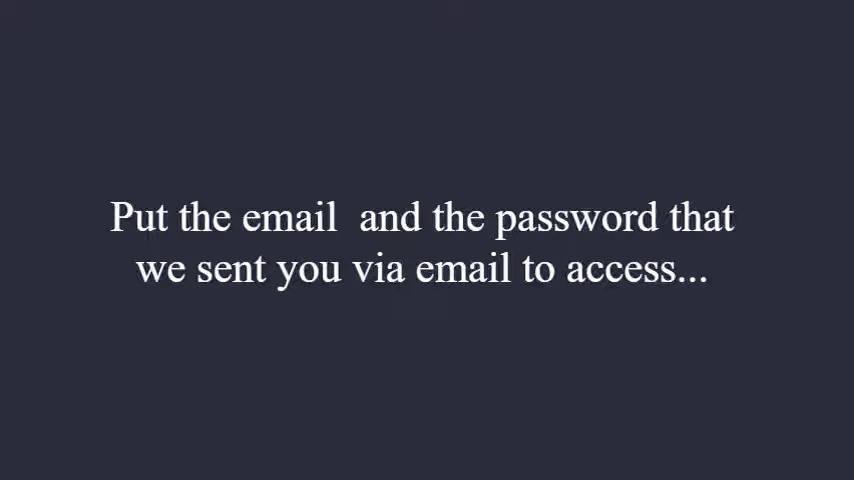 Put the email  and the password that
we sent you via email to access...